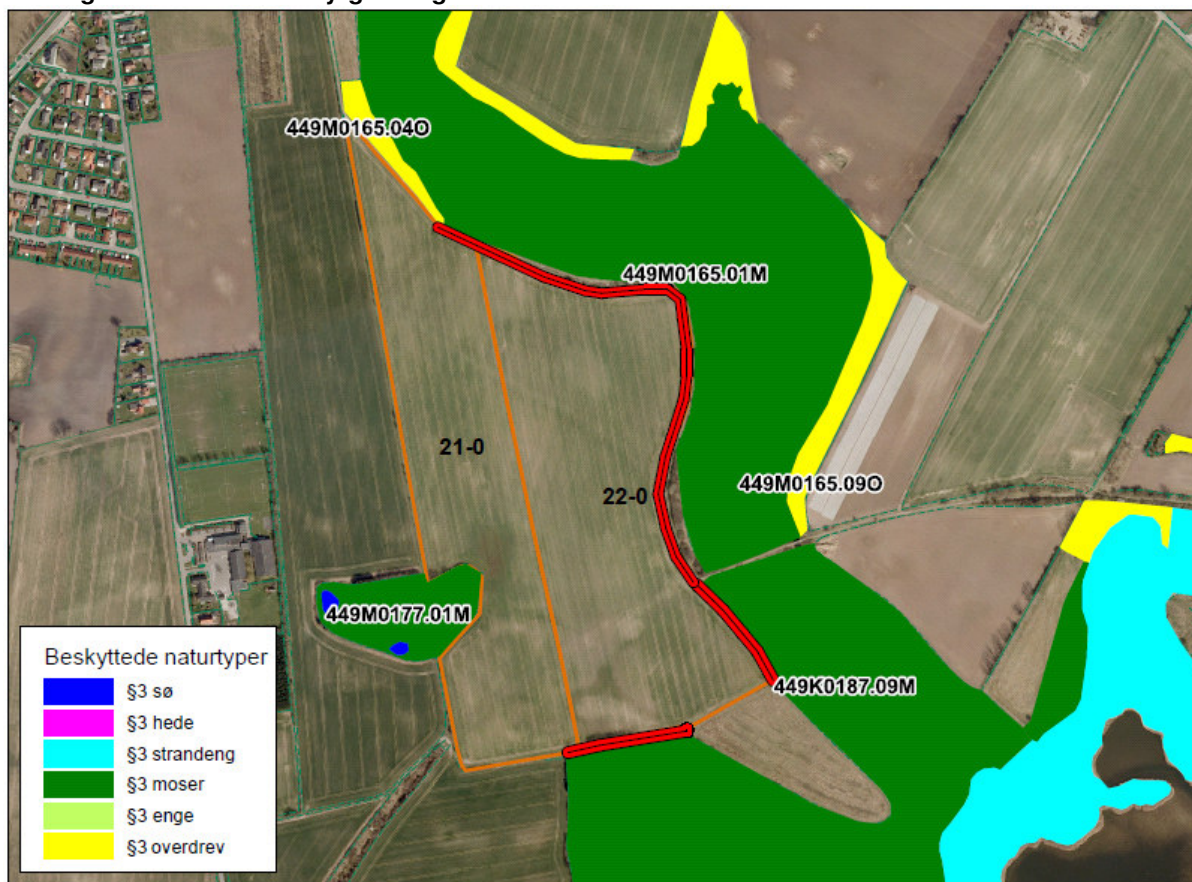 449M0165.04O
449M0165.01M
21-0
22-0
449M0165.09O
449M0177.01M
449K0187.09M
Beskyttede naturtyper
§3 sø
§3 hede
§3 strandeng
§3 moser
§3 enge
§3 overdrev